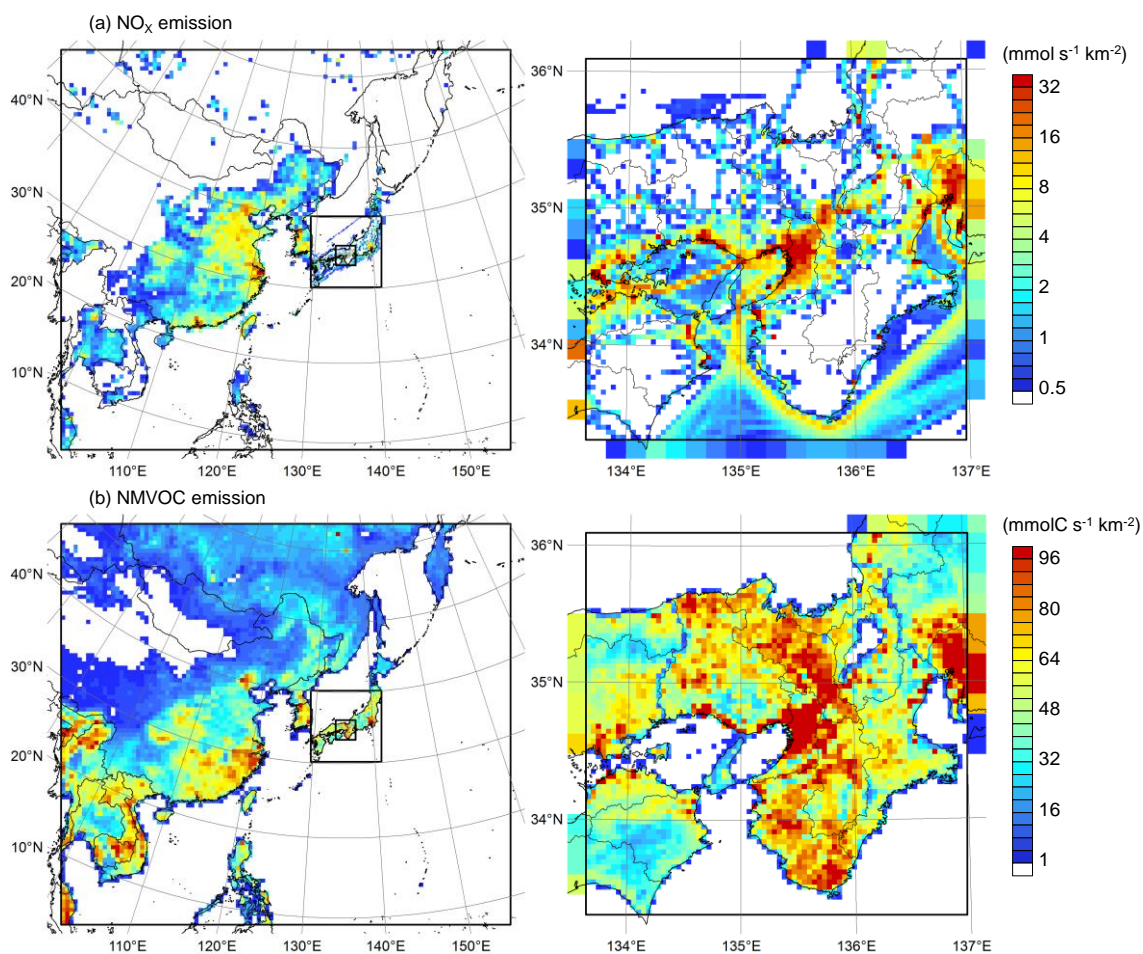 (a) NOX emission
(mmol s-1 km-2)
40°N
30°N
20°N
10°N
110°E
120°E
130°E
140°E
150°E
36°N
35°N
34°N
134°E
135°E
136°E
137°E
32
16
8
4
2
1
0.5
(b) NMVOC emission
(mmolC s-1 km-2)
40°N
30°N
20°N
10°N
110°E
120°E
130°E
140°E
150°E
36°N
35°N
34°N
134°E
135°E
136°E
137°E
96
80
64
48
32
16
1